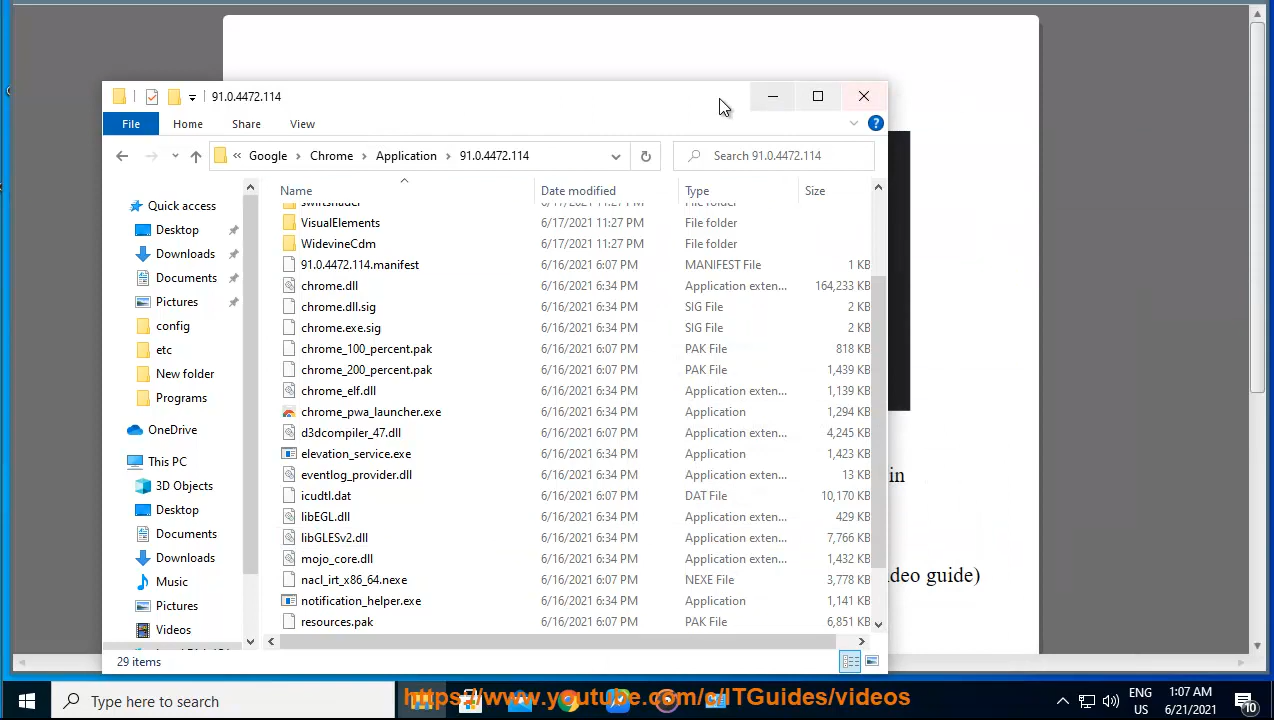 91.0.4472.114
File Home Share View
« Google Chrome Application 91.0.4472.114 Search 91.0.4472.114
Name Date modified Type Size
Quick access
Desktop
Downloads
Documents
Pictures
config
etc
New folder
Programs
OneDrive
This PC
3D Objects
Desktop
Documents
Downloads
Music
Pictures
Videos
swiftshader 6/17/2021 11:27 PM File folder
VisualElements 6/17/2021 11:27 PM File folder
WidevineCdm 6/17/2021 11:27 PM File folder
91.0.4472.114.manifest 6/16/2021 6:07 PM MANIFEST File 1 KB
chrome.dll 6/16/2021 6:34 PM Application exten... 164,233 KB
chrome.dll.sig 6/16/2021 6:34 PM SIG File 2 KB
chrome.exe.sig 6/16/2021 6:34 PM SIG File 2 KB
chrome_100_percent.pak 6/16/2021 6:07 PM PAK File 818 KB
chrome_200_percent.pak 6/16/2021 6:07 PM PAK File 1,439 KB
chrome_elf.dll 6/16/2021 6:34 PM Application exten... 1,139 KB
chrome_pwa_launcher.exe 6/16/2021 6:34 PM Application 1,294 KB
d3dcompiler_47.dll 6/16/2021 6:07 PM Application exten... 4,245 KB
elevation_service.exe 6/16/2021 6:34 PM Application 1,423 KB
eventlog_provider.dll 6/16/2021 6:34 PM Application exten... 13 KB
icudtl.dat 6/16/2021 6:07 PM DAT File 10,170 KB
libEGL.dll 6/16/2021 6:34 PM Application exten... 429 KB
libGLESv2.dll 6/16/2021 6:34 PM Application exten... 7,766 KB
mojo_core.dll 6/16/2021 6:34 PM Application exten... 1,432 KB
nacl_irt_x86_64.nexe 6/16/2021 6:07 PM NEXE File 3,778 KB
notification_helper.exe 6/16/2021 6:34 PM Application 1,141 KB
resources.pak 6/16/2021 6:07 PM PAK File 6,851 KB
29 items
in
deo guide)
Type here to search
https://www.youtube.com/c/ITGuides/videos
ENG
US
1:07 AM
6/21/2021
10